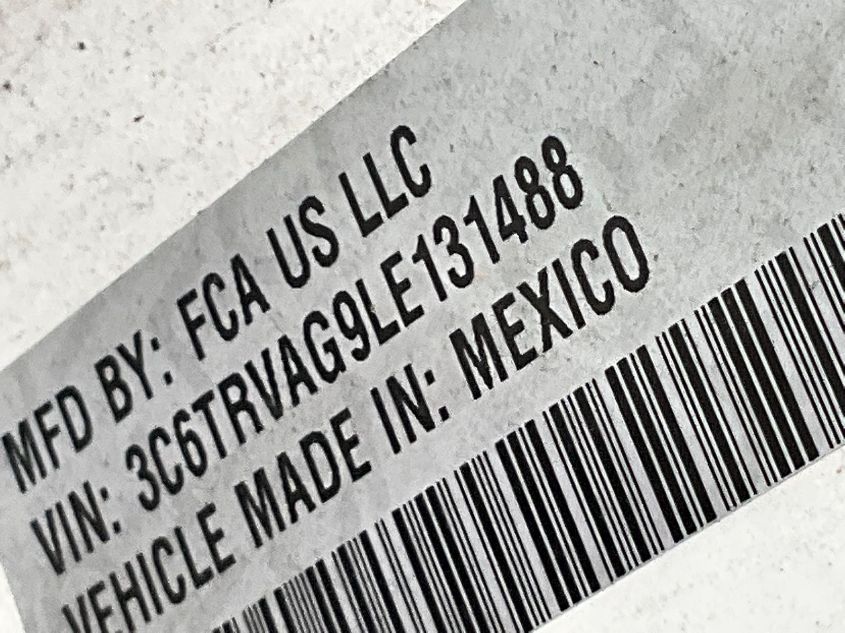 MFD BY: FCA US LLC
VIN: 3C6TRVAG9LE131488
VEHICLE MADE IN: MEXICO